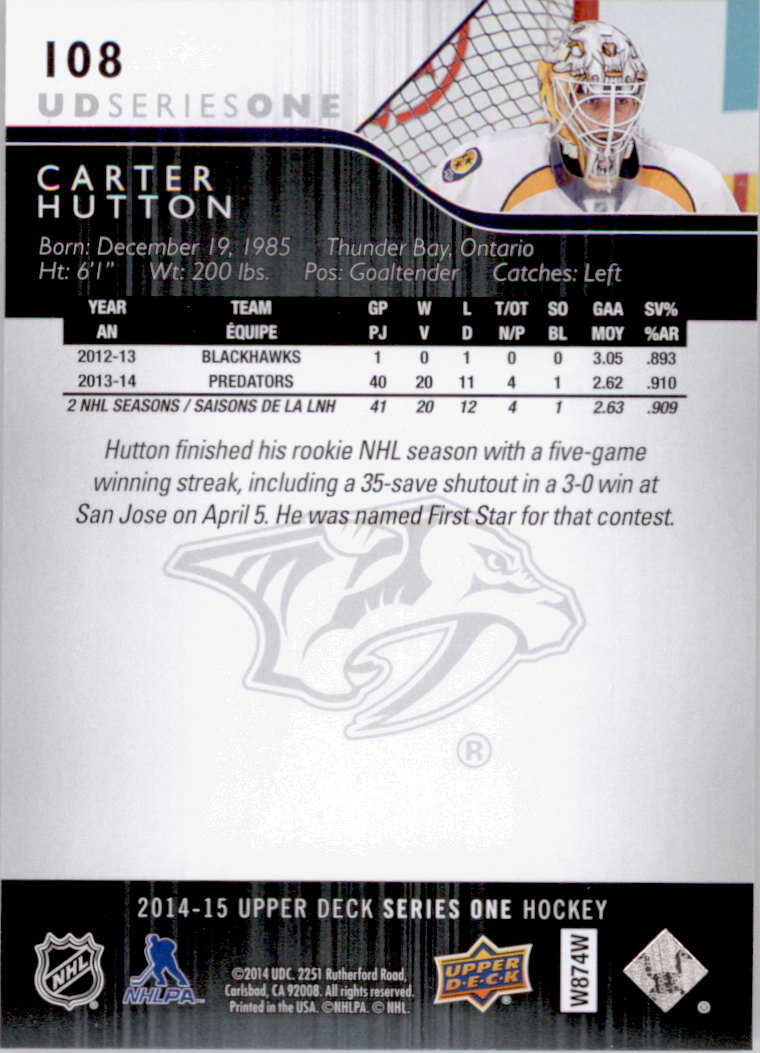 108
UDSERIESONE
CARTER
HUTTON
Born: December 19, 1985 Thunder Bay, Ontario
Ht: 6'1" Wt: 200 lbs. Pos: Goaltender Catches: Left
YEAR TEAM GP W L T/OT SO GAA SV%
AN ÉQUIPE PJ V D N/P BL MOY %AR
2012-13 BLACKHAWKS 1 0 1 0 0 3.05 .893
2013-14 PREDATORS 40 20 11 4 1 2.62 .910
2 NHL SEASONS / SAISONS DE LA LNH 41 20 12 4 1 2.63 .909
Hutton finished his rookie NHL season with a five-game
winning streak, including a 35-save shutout in a 3-0 win at
San Jose on April 5. He was named First Star for that contest.
®
2014-15 UPPER DECK SERIES ONE HOCKEY
NHL
NHLPA
©2014 UDC. 2251 Rutherford Road,
Carlsbad, CA 92008. All rights reserved.
Printed in the USA. ©NHLPA. © NHL.
UPPER
D·E·C·K
W874W